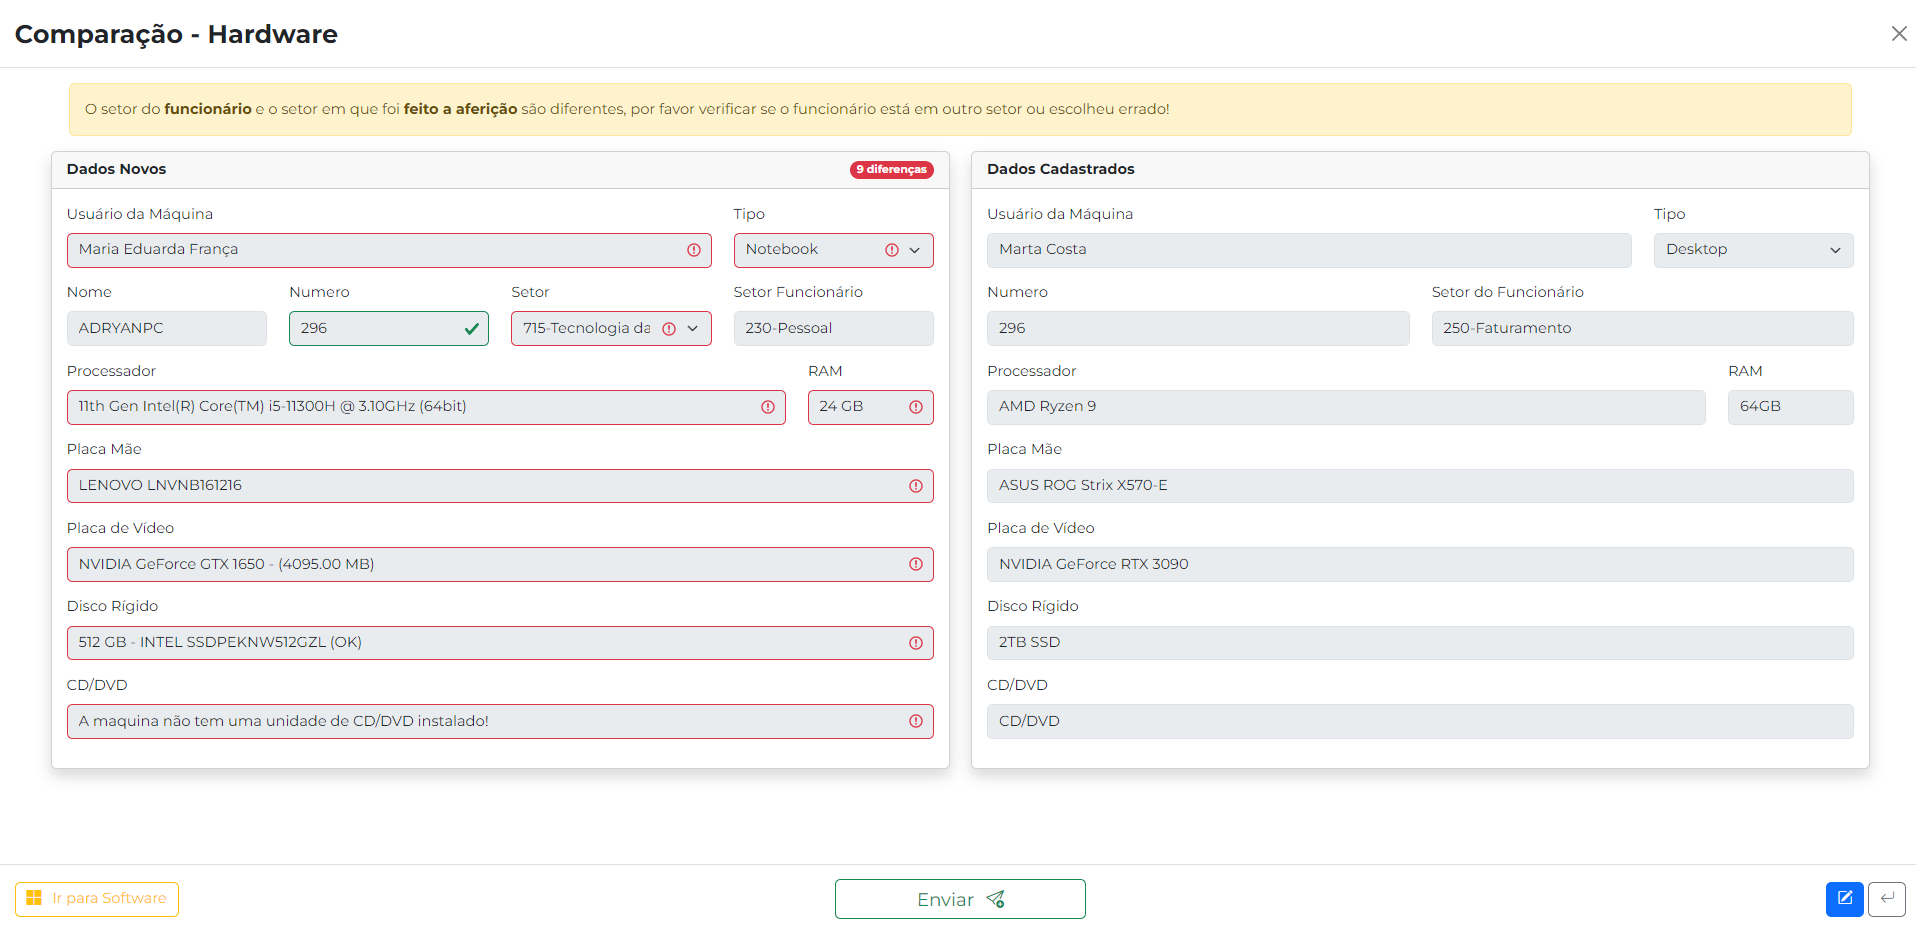 Comparação - Hardware
O setor do funcionário e o setor em que foi feito a aferição são diferentes, por favor verificar se o funcionário está em outro setor ou escolheu errado!
Dados Novos
9 diferenças
Usuário da Máquina
Tipo
Maria Eduarda França
Notebook
Nome
Numero
Setor
Setor Funcionário
ADRYANPC
296
715-Tecnologia da
230-Pessoal
Processador
RAM
11th Gen Intel(R) Core(TM) i5-11300H @ 3.10GHz (64bit)
24 GB
Placa Mãe
LENOVO LNVNB161216
Placa de Vídeo
NVIDIA GeForce GTX 1650 - (4095.00 MB)
Disco Rígido
512 GB - INTEL SSDPEKNW512GZL (OK)
CD/DVD
A maquina não tem uma unidade de CD/DVD instalado!
Dados Cadastrados
Usuário da Máquina
Tipo
Marta Costa
Desktop
Numero
Setor do Funcionário
296
250-Faturamento
Processador
RAM
AMD Ryzen 9
64GB
Placa Mãe
ASUS ROG Strix X570-E
Placa de Vídeo
NVIDIA GeForce RTX 3090
Disco Rígido
2TB SSD
CD/DVD
CD/DVD
Ir para Software
Enviar